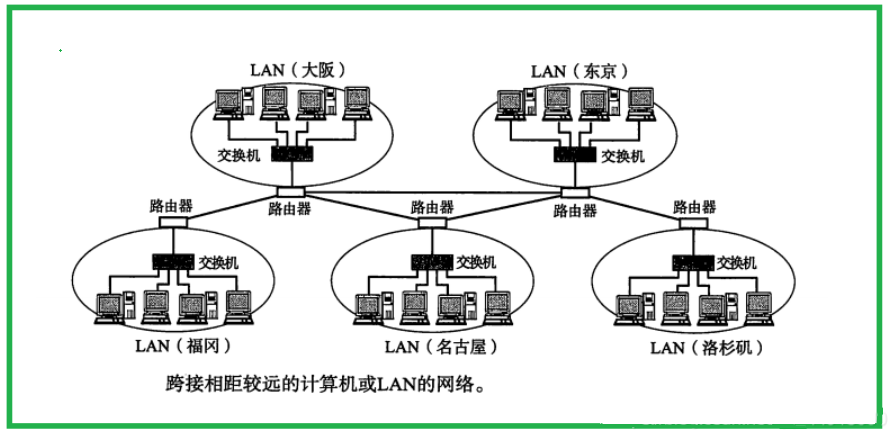 LAN（大阪）
LAN（东京）
交换机
交换机
路由器
路由器
路由器
路由器
路由器
交换机
交换机
交换机
LAN（福冈）
LAN（名古屋）
LAN（洛杉矶）
跨接相距较远的计算机或LAN的网络。